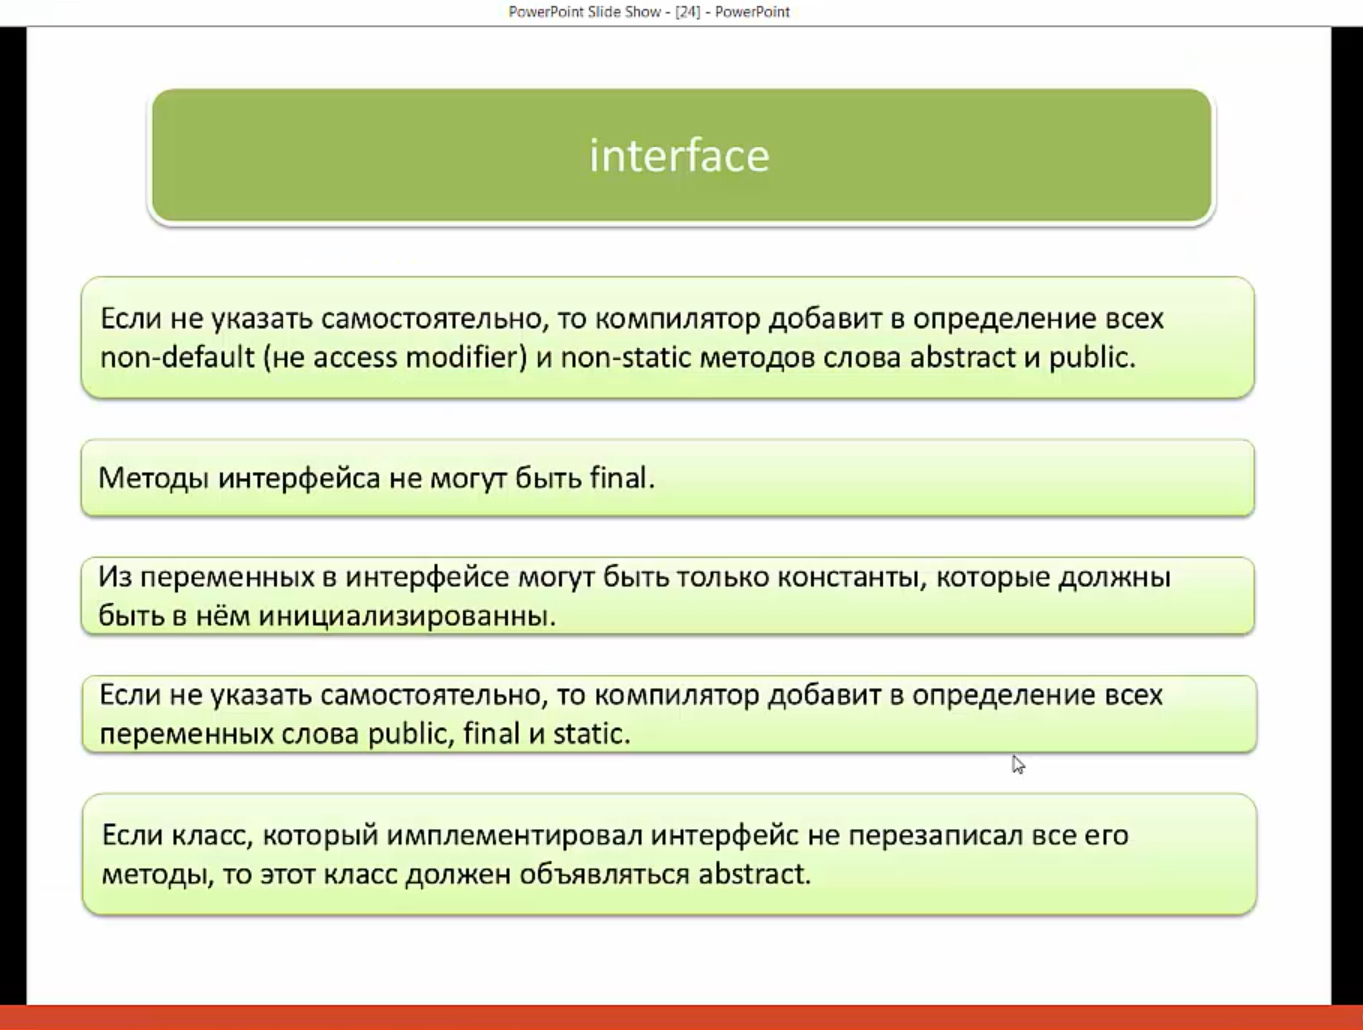 PowerPoint Slide Show - [24] - PowerPoint
interface
Если не указать самостоятельно, то компилятор добавит в определение всех
non-default (не access modifier) и non-static методов слова abstract и public.
Методы интерфейса не могут быть final.
Из переменных в интерфейсе могут быть только константы, которые должны
быть в нём инициализированны.
Если не указать самостоятельно, то компилятор добавит в определение всех
переменных слова public, final и static.
Если класс, который имплементировал интерфейс не перезаписал все его
методы, то этот класс должен объявляться abstract.